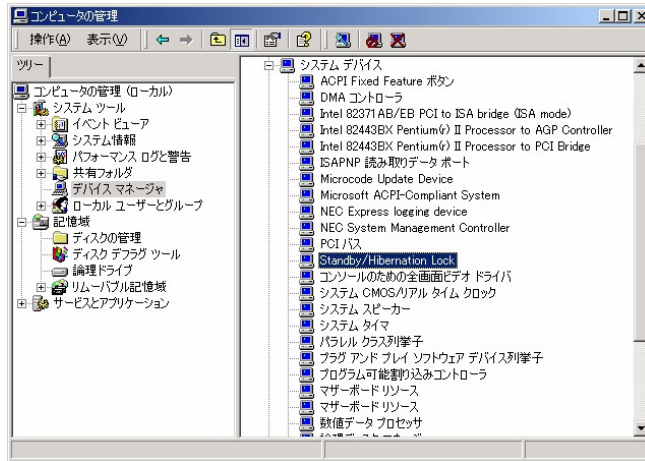 コンピュータの管理
操作(A) 表示(V)
ツリー
コンピュータの管理 (ローカル)
システム ツール
イベント ビューア
システム情報
パフォーマンス ログと警告
共有フォルダ
デバイス マネージャ
ローカル ユーザーとグループ
記憶域
ディスクの管理
ディスク デフラグ ツール
論理ドライブ
リムーバブル記憶域
サービスとアプリケーション
システム デバイス
ACPI Fixed Feature ボタン
DMA コントローラ
Intel 82371AB/EB PCI to ISA bridge (ISA mode)
Intel 82443BX Pentium(r) II Processor to AGP Controller
Intel 82443BX Pentium(r) II Processor to PCI Bridge
ISAPNP 読み取りデータ ポート
Microcode Update Device
Microsoft ACPI-Compliant System
NEC Express logging device
NEC System Management Controller
PCI バス
Standby/Hibernation Lock
コンソールのための全画面ビデオ ドライバ
システム CMOS/リアル タイム クロック
システム スピーカー
システム タイマ
パラレル クラス列挙子
プラグ アンド プレイ ソフトウェア デバイス列挙子
プログラム可能割り込みコントローラ
マザーボード リソース
マザーボード リソース
数値データ プロセッサ